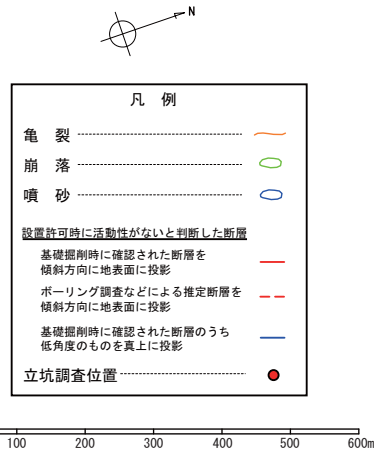 N
凡 例
亀 裂
崩 落
噴 砂
設置許可時に活動性がないと判断した断層
基礎掘削時に確認された断層を
傾斜方向に地表面に投影
ボーリング調査などによる推定断層を
傾斜方向に地表面に投影
基礎掘削時に確認された断層のうち
低角度のものを真上に投影
立坑調査位置
100 200 300 400 500 600m